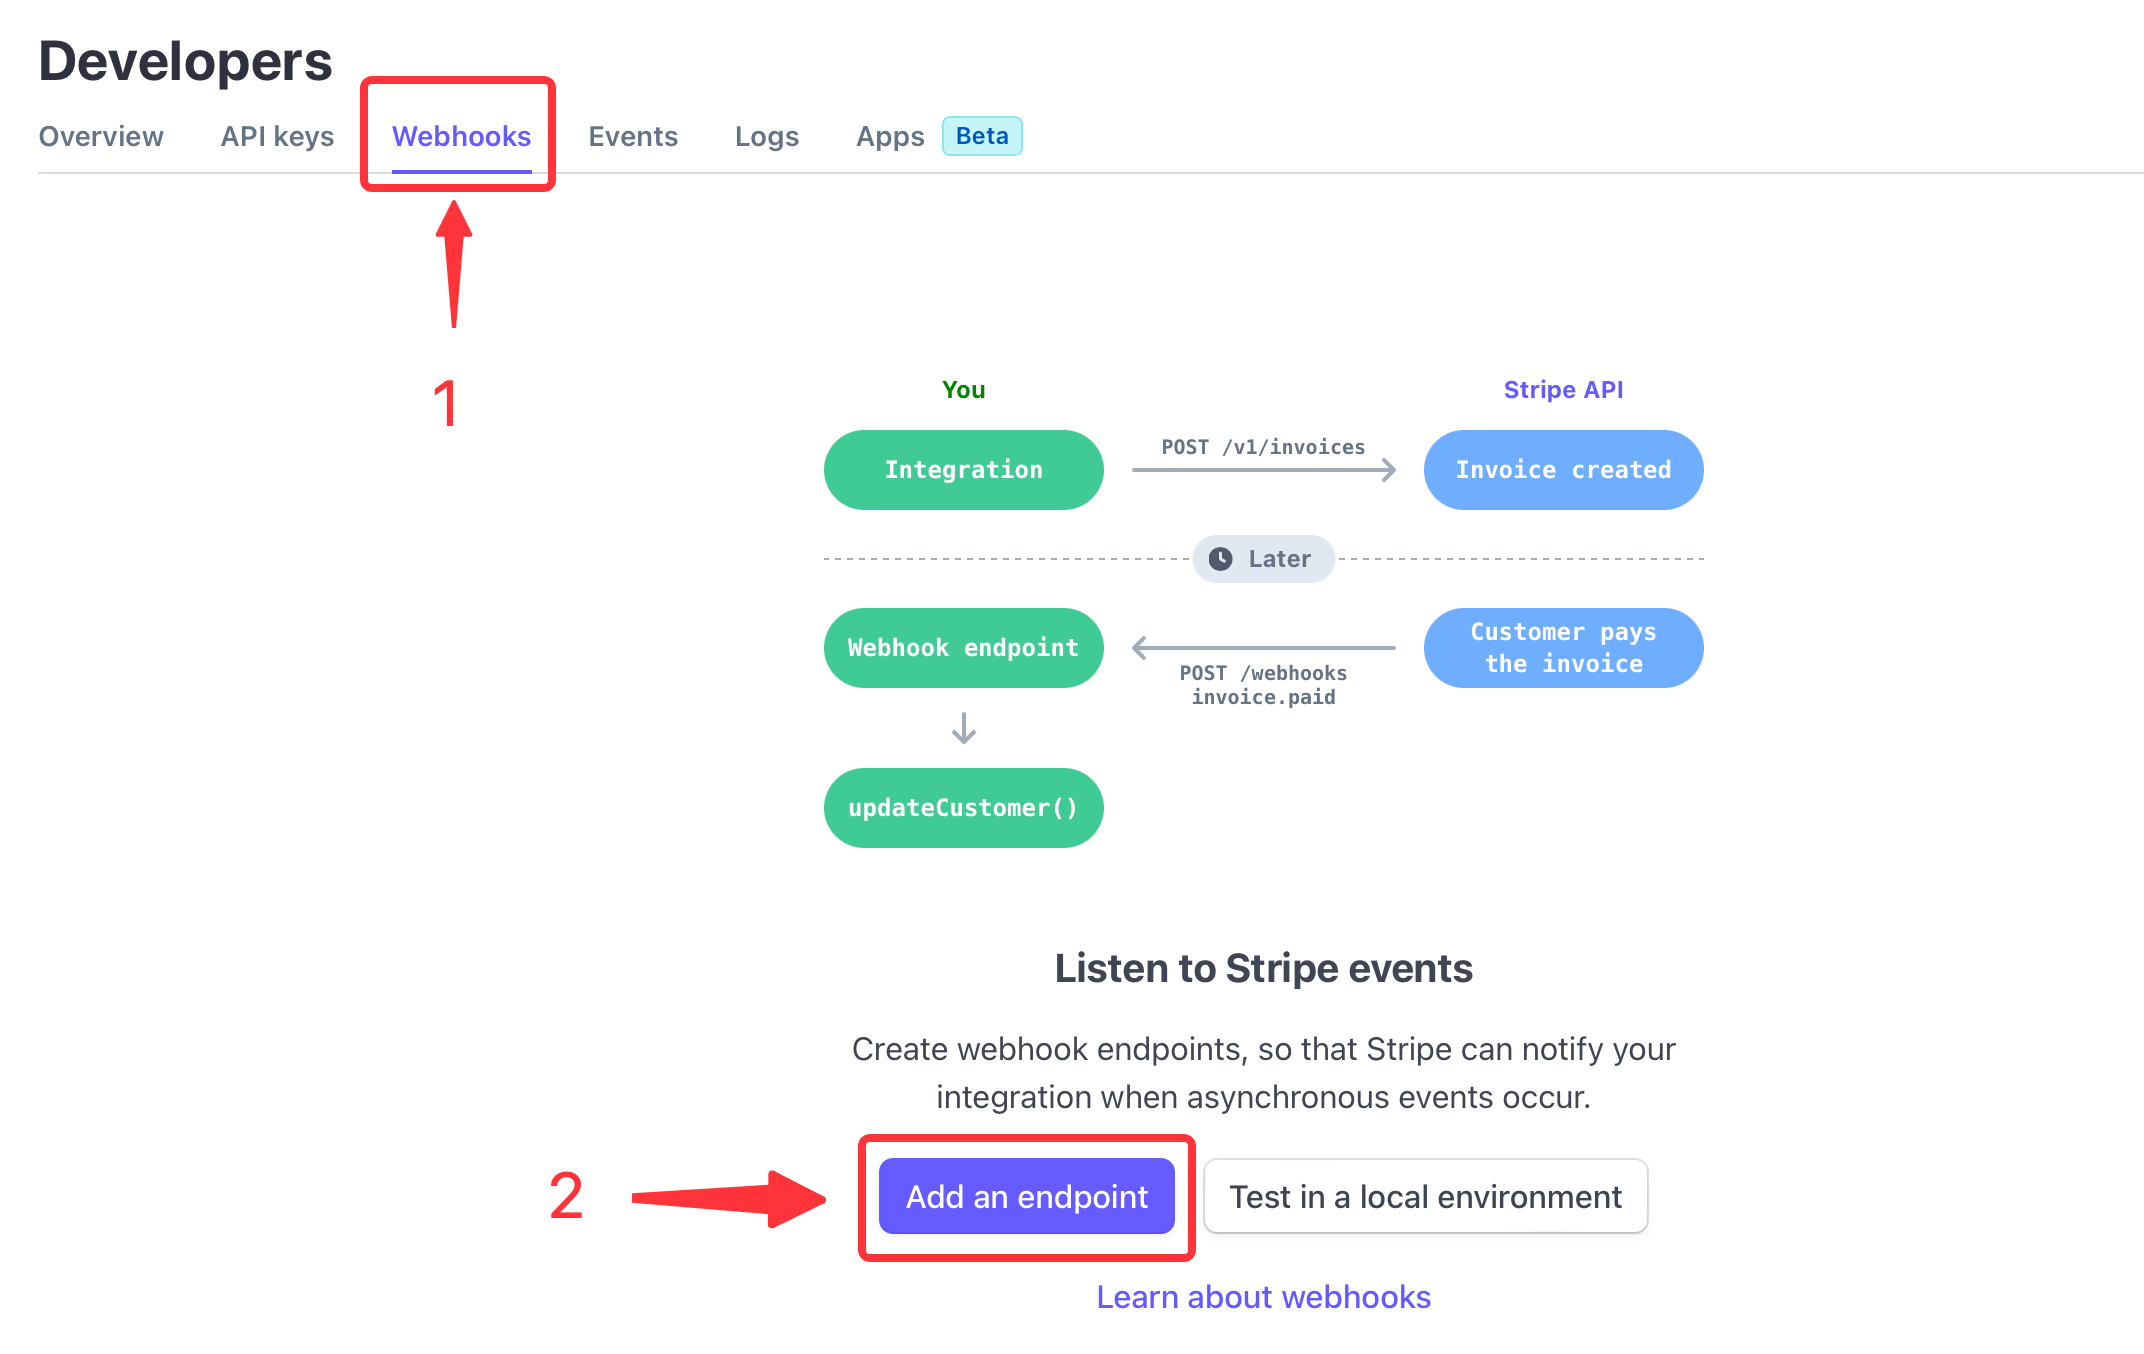 Developers
Overview API keys Webhooks Events Logs Apps Beta
1
You Stripe API
POST /v1/invoices
Integration Invoice created
Later
Webhook endpoint
Customer pays
the invoice
POST /webhooks
invoice.paid
updateCustomer()
Listen to Stripe events
Create webhook endpoints, so that Stripe can notify your
integration when asynchronous events occur.
2 Add an endpoint Test in a local environment
Learn about webhooks